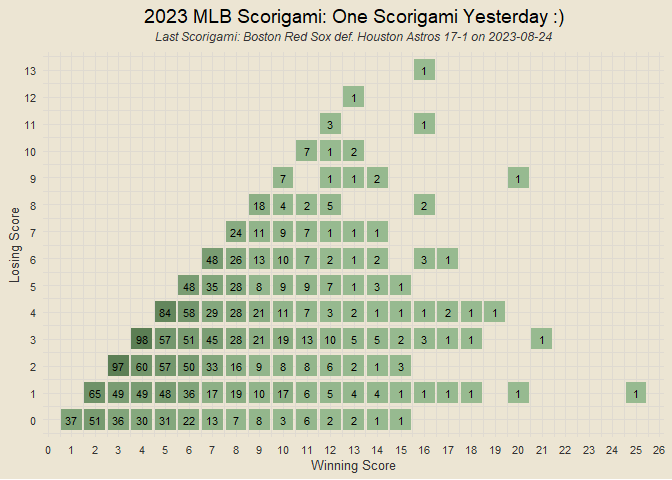 2023 MLB Scorigami: One Scorigami Yesterday :)
Last Scorigami: Boston Red Sox def. Houston Astros 17-1 on 2023-08-24
13 1
12 1
11 3 1
10 7 1 2
9 7 1 1 2 1
8 18 4 2 5 2
7 24 11 9 7 1 1 1
6 48 26 13 10 7 2 1 2 3 1
5 48 35 28 8 9 9 7 1 3 1
4 84 58 29 28 21 11 7 3 2 1 1 1 2 1 1
3 98 57 51 45 28 21 19 13 10 5 5 2 3 1 1 1
2 97 60 57 50 33 16 9 8 8 6 2 1 3
1 65 49 49 48 36 17 19 10 17 6 5 4 4 1 1 1 1 1 1
0 37 51 36 30 31 22 13 7 8 3 6 2 2 1 1
0 1 2 3 4 5 6 7 8 9 10 11 12 13 14 15 16 17 18 19 20 21 22 23 24 25 26
Winning Score
Losing Score